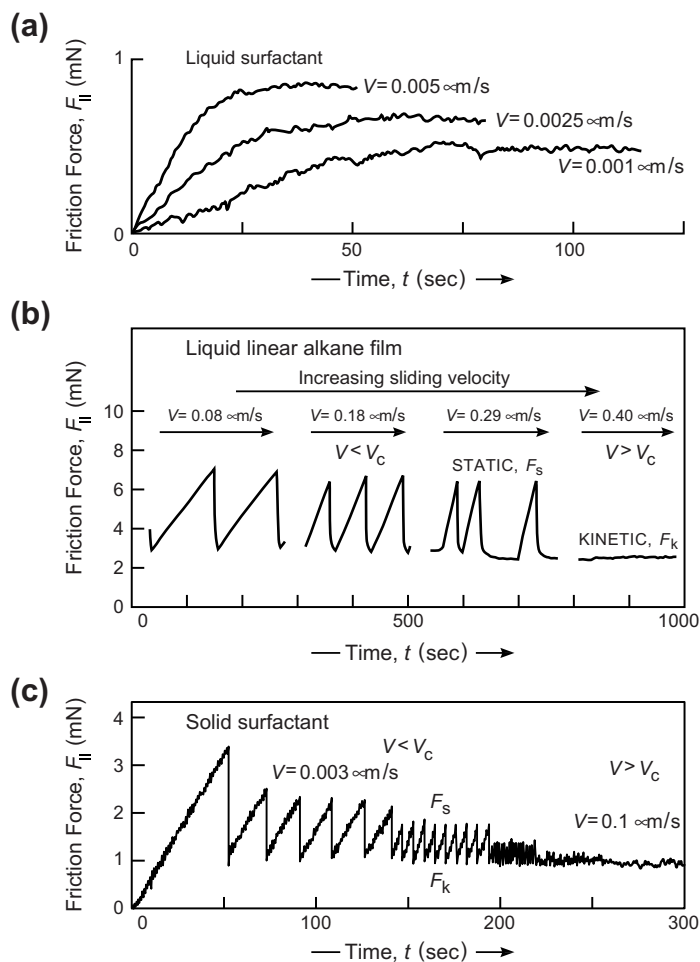 (a)
1
Liquid surfactant
V= 0.005 ∝m/s
V= 0.0025 ∝m/s
V= 0.001 ∝m/s
0
Friction Force, F|| (mN)
0 50 100
Time, t (sec)
(b)
Liquid linear alkane film
Increasing sliding velocity
V= 0.08 ∝m/s V= 0.18 ∝m/s V= 0.29 ∝m/s V= 0.40 ∝m/s
V < Vc V > Vc
STATIC, Fs
KINETIC, Fk
10
8
6
4
2
0
Friction Force, F|| (mN)
0 500 1000
Time, t (sec)
(c)
Solid surfactant
V < Vc
V= 0.003 ∝m/s
V > Vc
V= 0.1 ∝m/s
Fs
Fk
4
3
2
1
0
Friction Force, F|| (mN)
0 100 200 300
Time, t (sec)